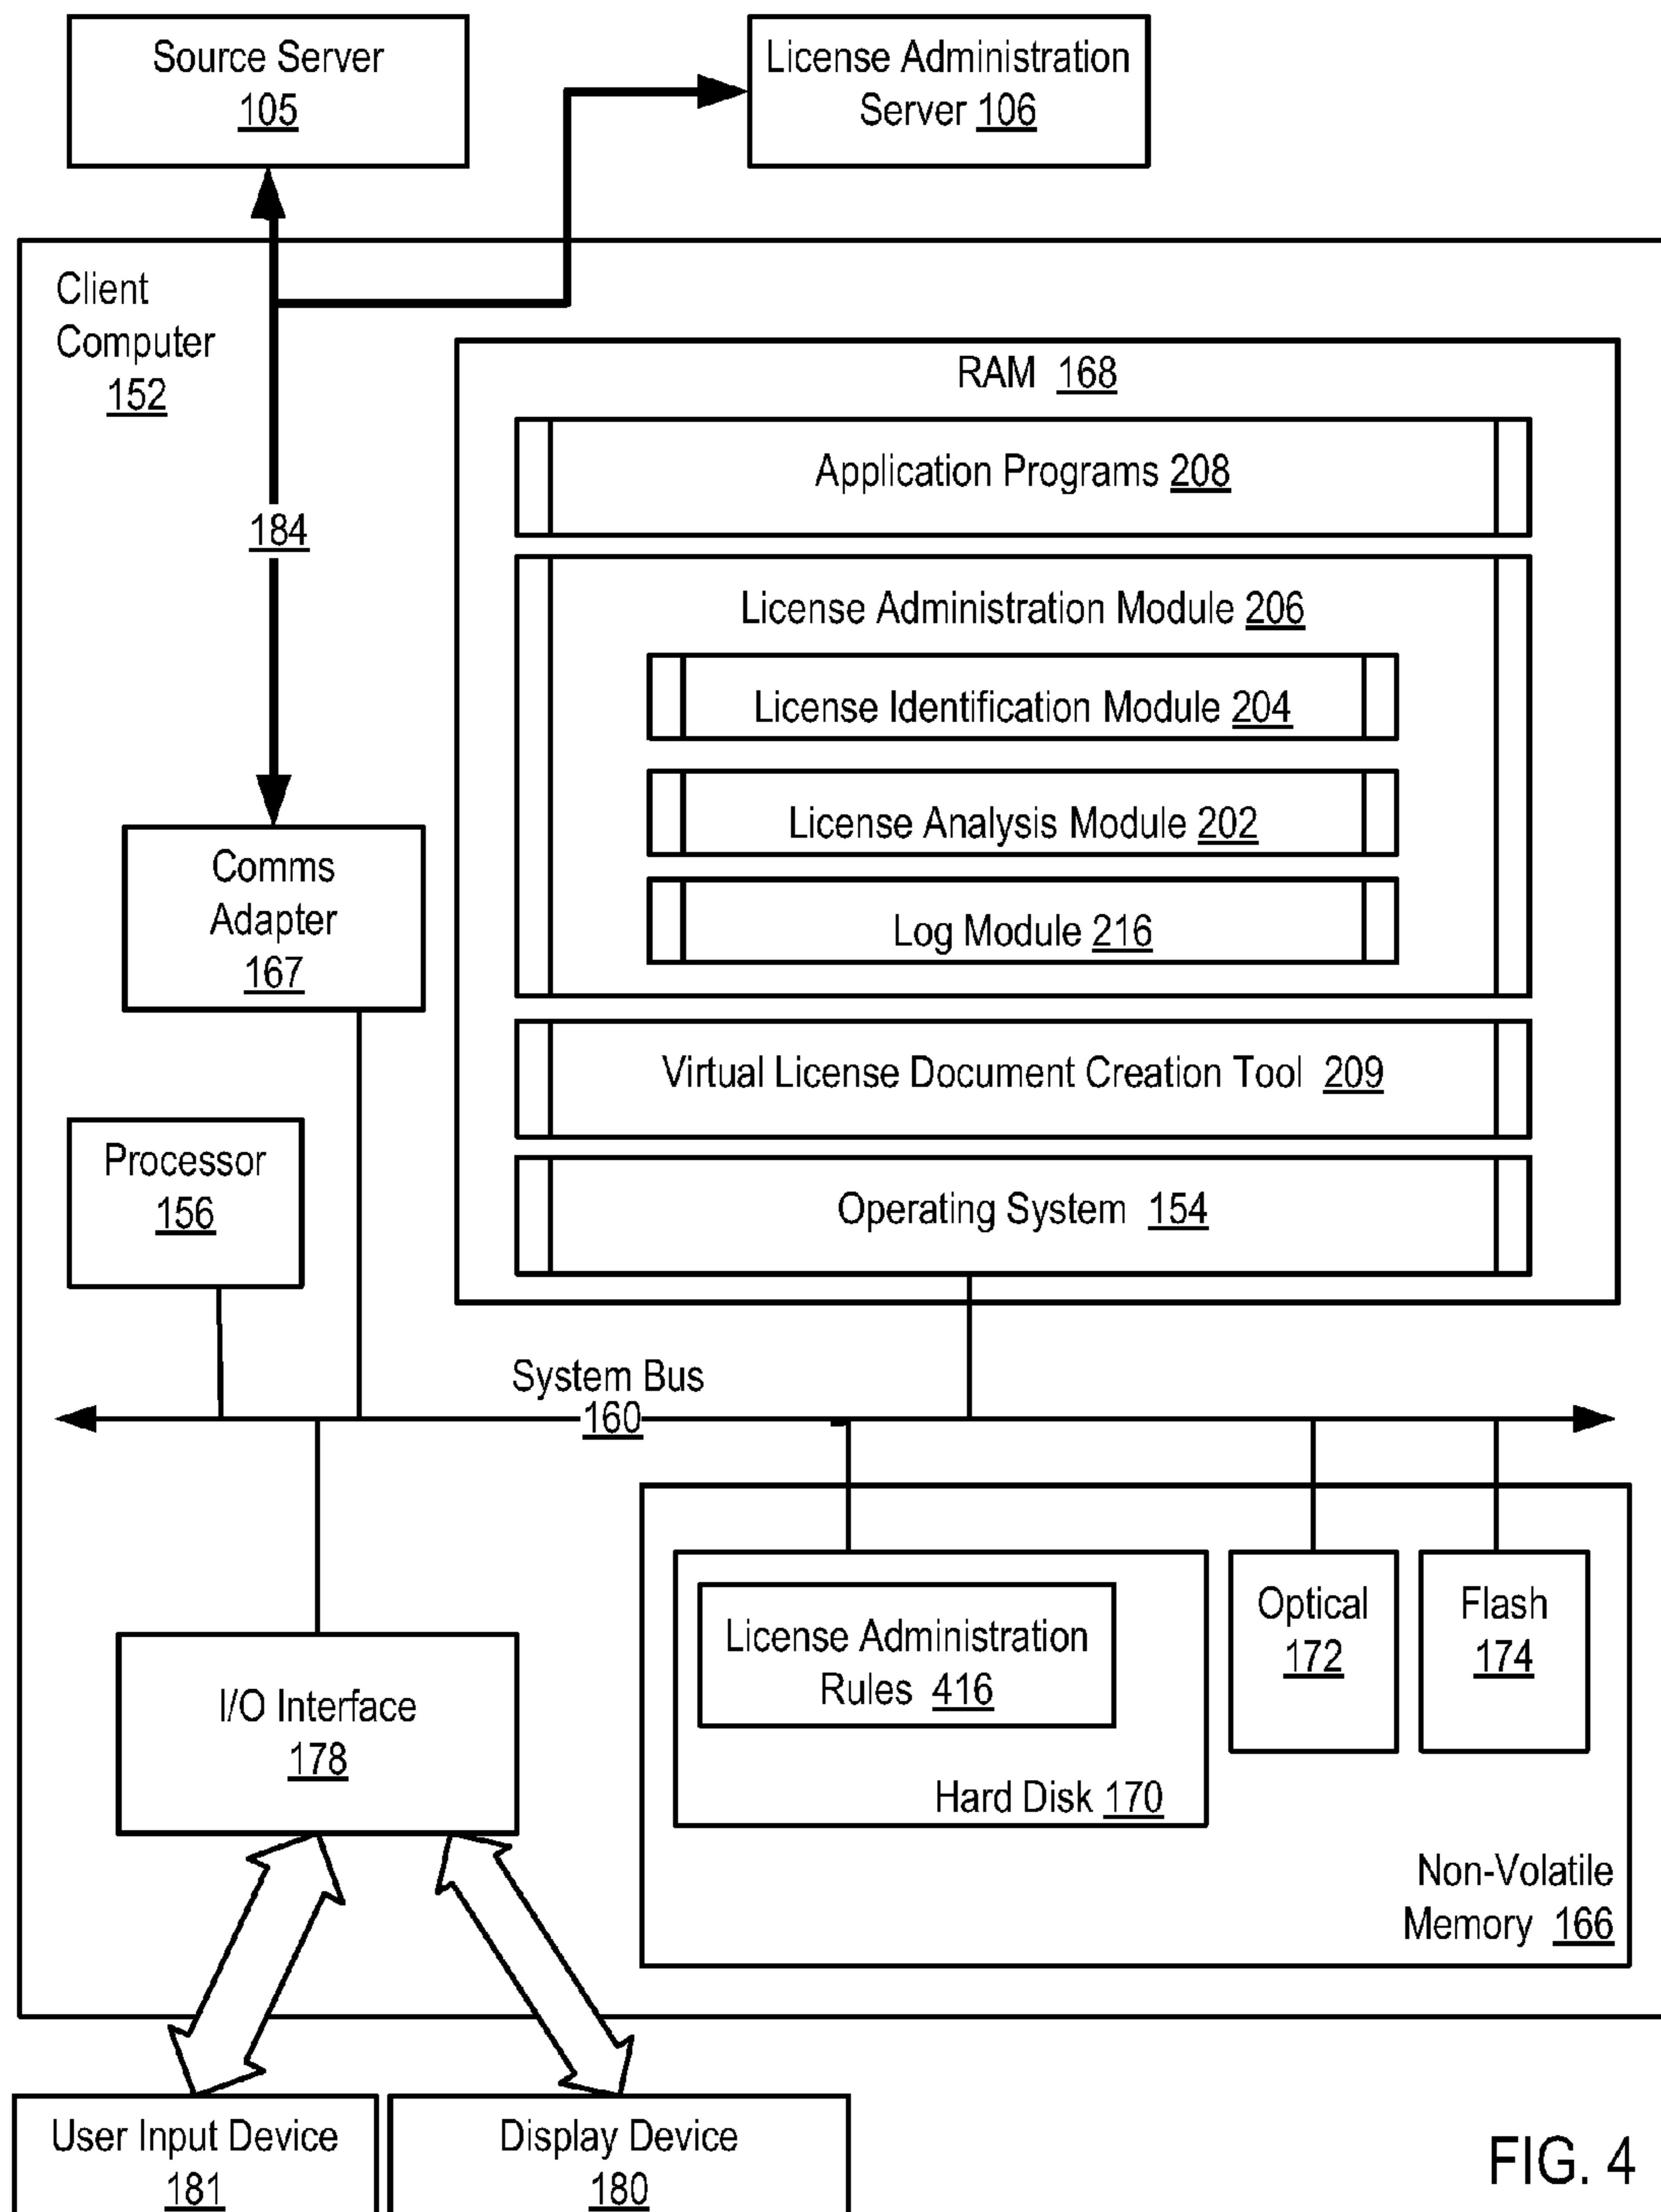 Source Server
105
License Administration
Server 106
Client
Computer
152
RAM 168
Application Programs 208
184
License Administration Module 206
License Identification Module 204
License Analysis Module 202
Log Module 216
Comms
Adapter
167
Virtual License Document Creation Tool 209
Processor
156
Operating System 154
System Bus
160
License Administration
Rules 416
Hard Disk 170
Optical
172
Flash
174
Non-Volatile
Memory 166
I/O Interface
178
User Input Device
181
Display Device
180
FIG. 4